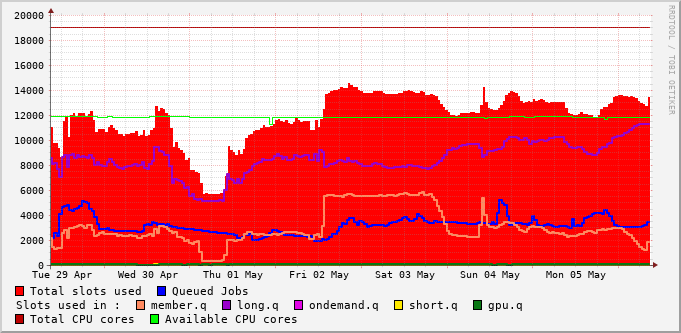 RRDTOOL / TOBI OETIKER
20000
18000
16000
14000
12000
10000
8000
6000
4000
2000
0
Tue 29 Apr Wed 30 Apr Thu 01 May Fri 02 May Sat 03 May Sun 04 May Mon 05 May
Total slots used Queued Jobs
Slots used in : member.q long.q ondemand.q short.q gpu.q
Total CPU cores Available CPU cores